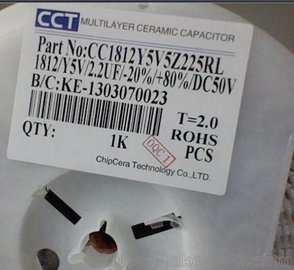 CCT MULTILAYER CERAMIC CAPACITOR
Part No:CC1812Y5V5Z225RL
1812/Y5V/2.2UF/-20%/+80%/DC50V
B/C:KE-1303070023
T=2.0
ROHS
QTY: 1K PCS
OQC 1
ChipCera Technology Co.,LTD.